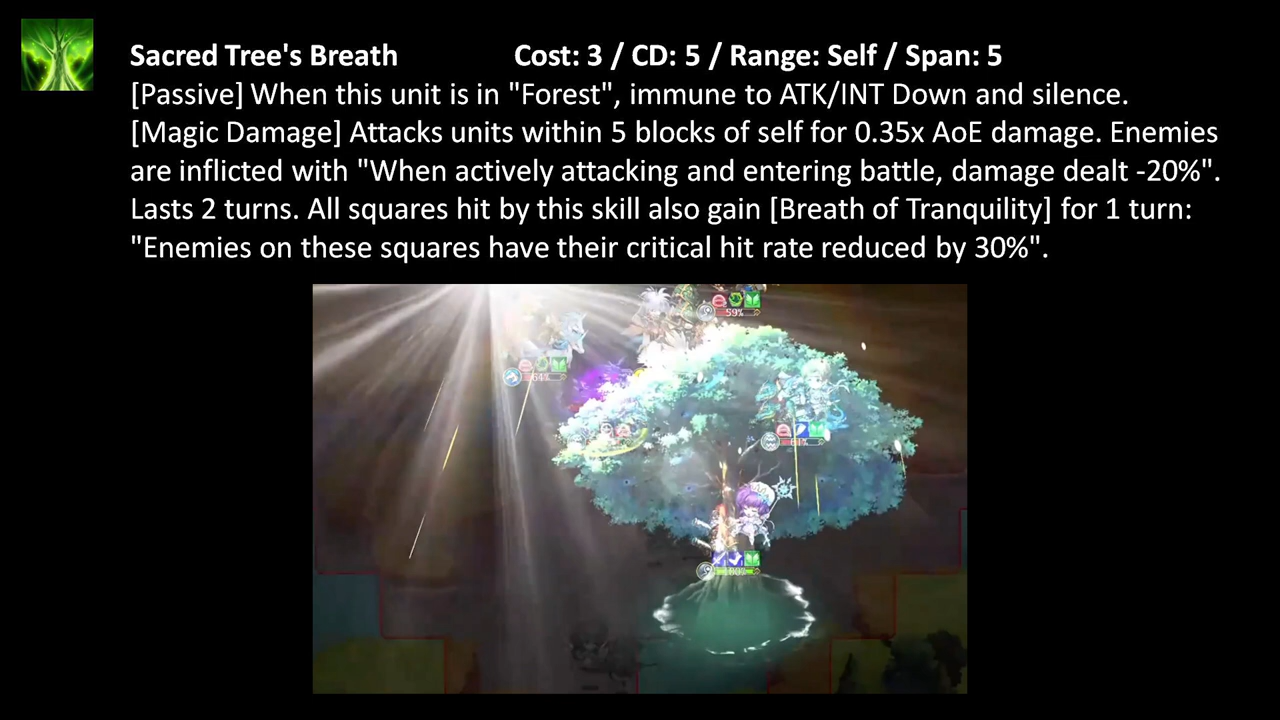 Sacred Tree's Breath Cost: 3 / CD: 5 / Range: Self / Span: 5
[Passive] When this unit is in "Forest", immune to ATK/INT Down and silence.
[Magic Damage] Attacks units within 5 blocks of self for 0.35x AoE damage. Enemies
are inflicted with "When actively attacking and entering battle, damage dealt -20%".
Lasts 2 turns. All squares hit by this skill also gain [Breath of Tranquility] for 1 turn:
"Enemies on these squares have their critical hit rate reduced by 30%".
59%
64%